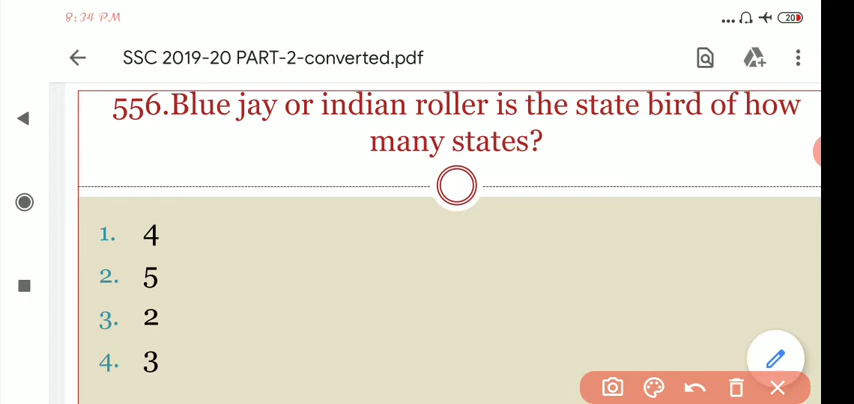 8:34 PM
20
SSC 2019-20 PART-2-converted.pdf
556.Blue jay or indian roller is the state bird of how
many states?
1. 4
2. 5
3. 2
4. 3